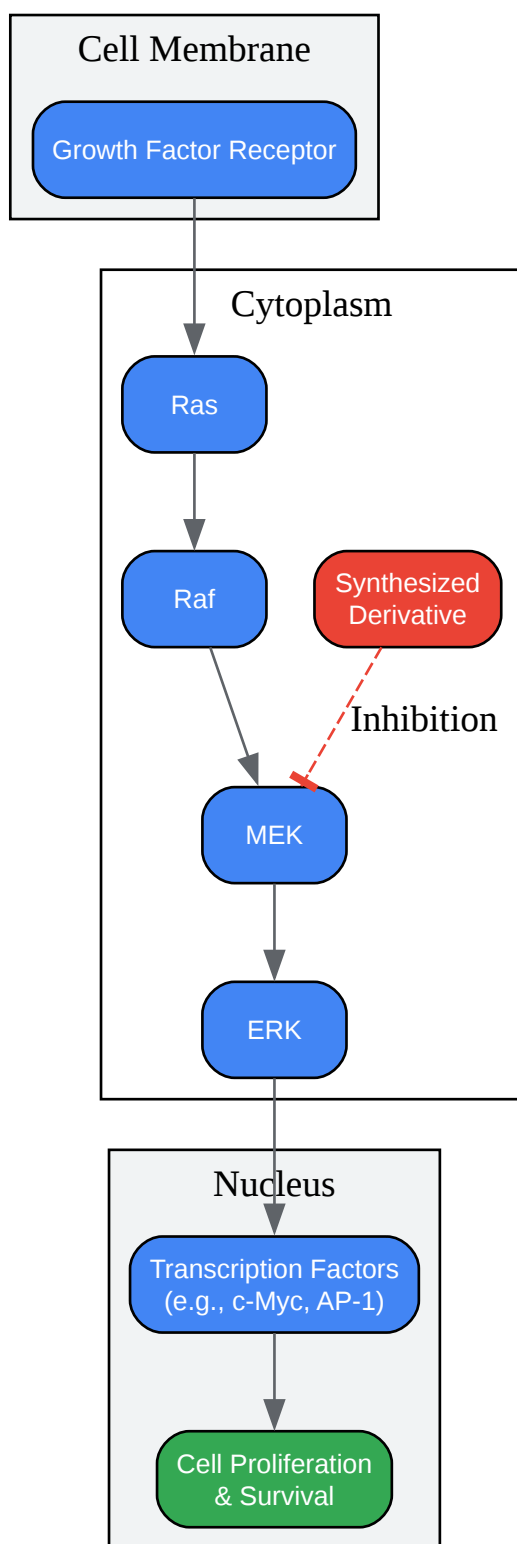 Cell Membrane
Growth Factor Receptor
Cytoplasm
Ras
Raf
Synthesized
Derivative
Inhibition
MEK
ERK
Nucleus
Transcription Factors
(e.g., c-Myc, AP-1)
Cell Proliferation
& Survival